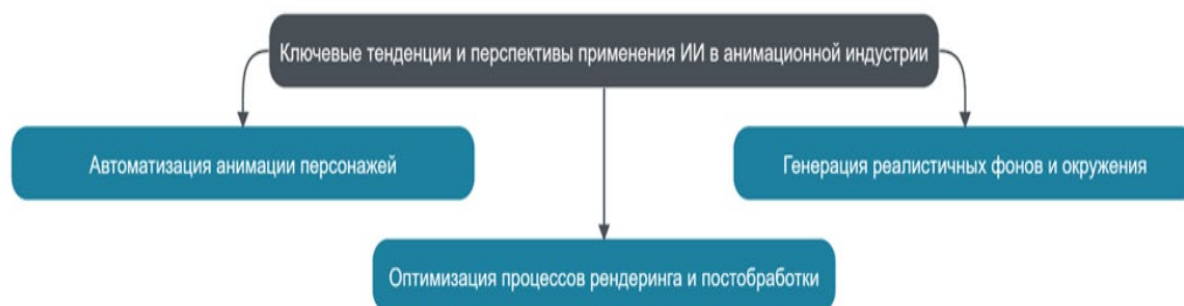 Ключевые тенденции и перспективы применения ИИ в анимационной индустрии
Автоматизация анимации персонажей
Генерация реалистичных фонов и окружения
Оптимизация процессов рендеринга и постобработки